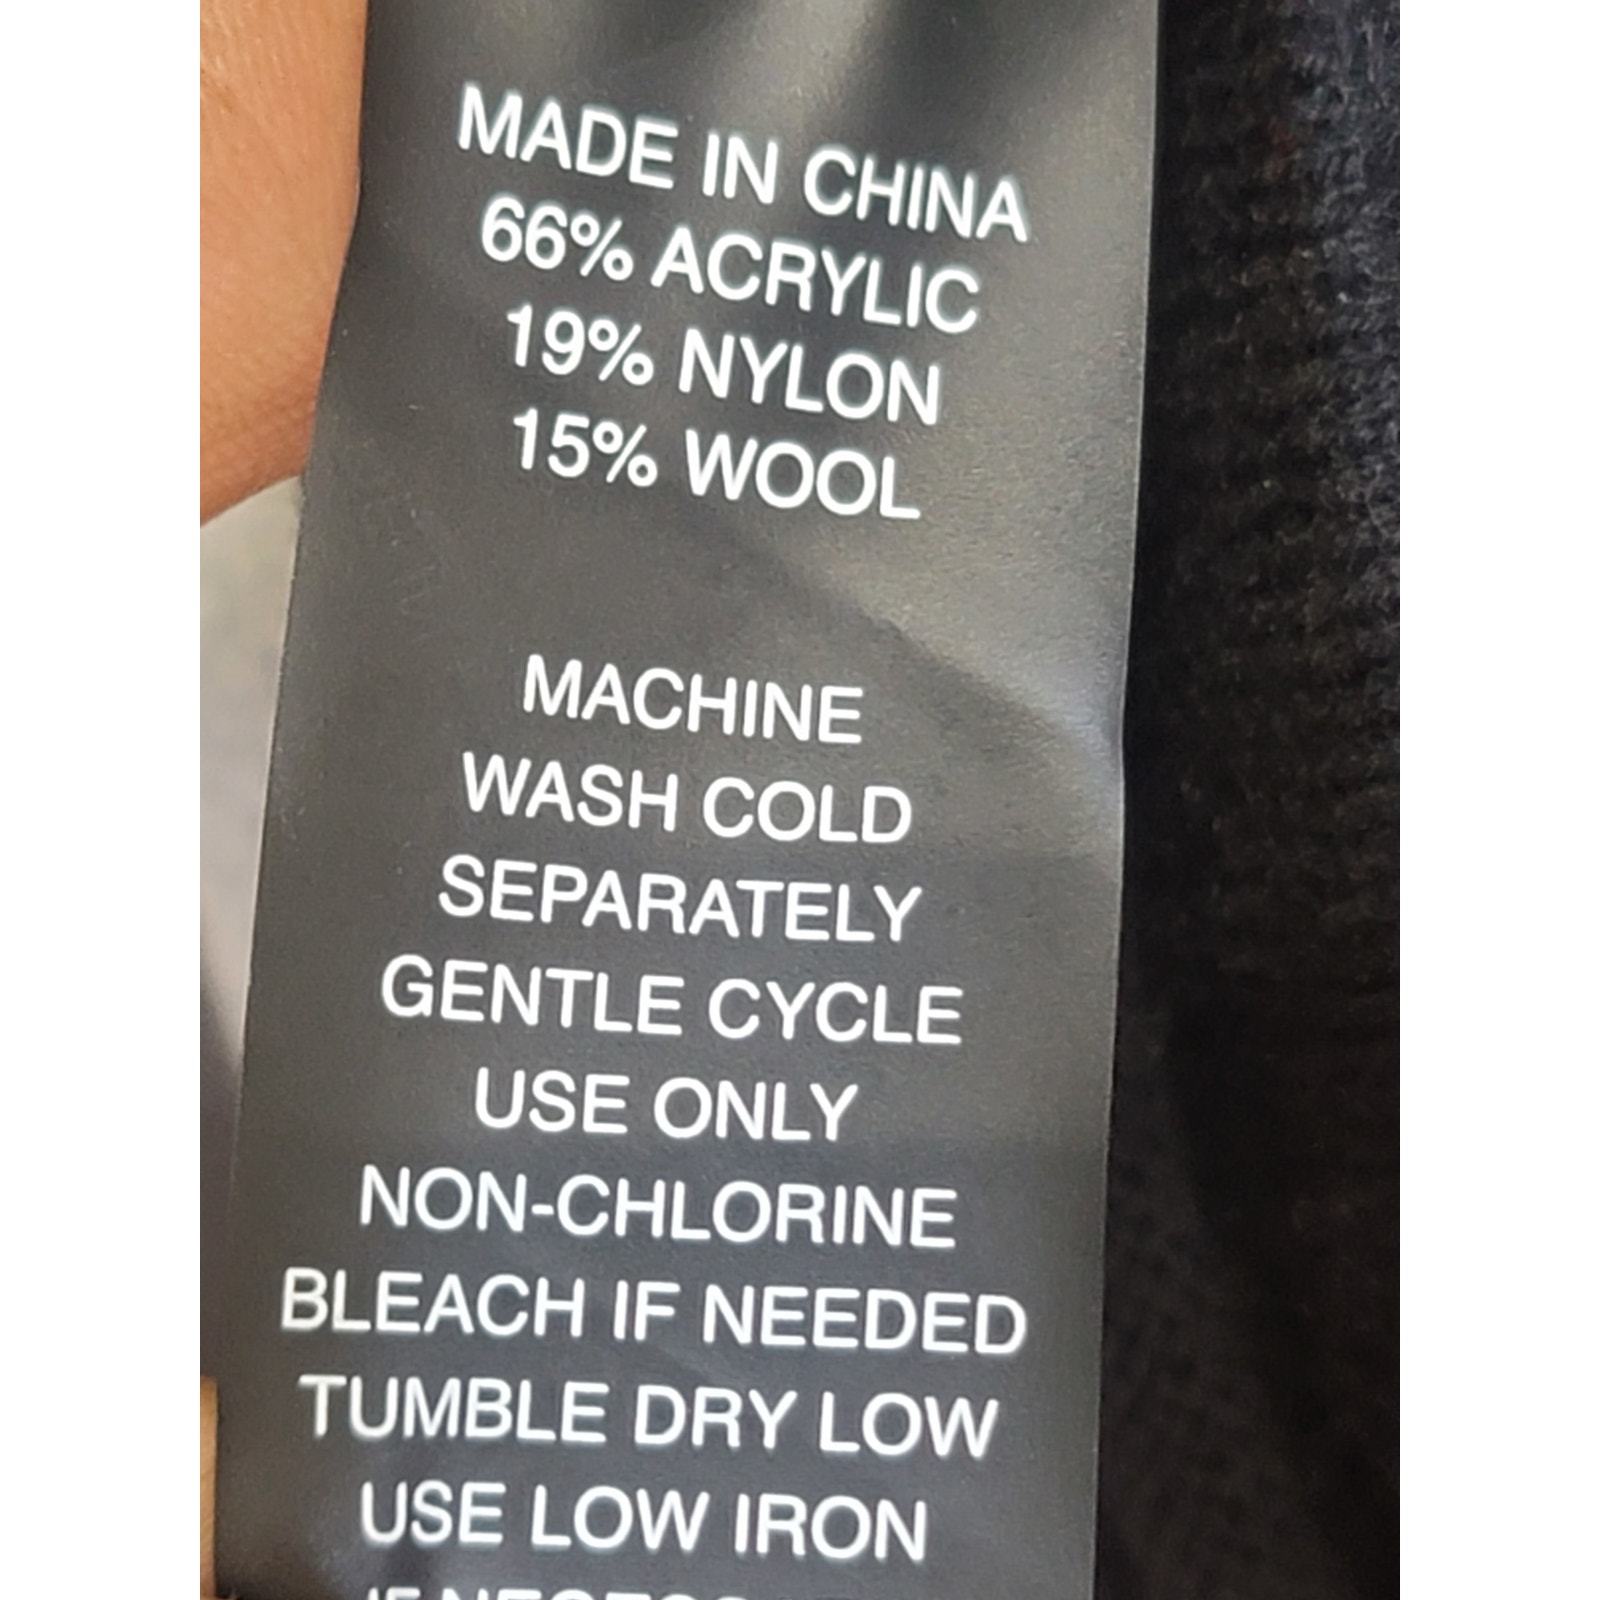 MADE IN CHINA
66% ACRYLIC
19% NYLON
15% WOOL
MACHINE
WASH COLD
SEPARATELY
GENTLE CYCLE
USE ONLY
NON-CHLORINE
BLEACH IF NEEDED
TUMBLE DRY LOW
USE LOW IRON
IF